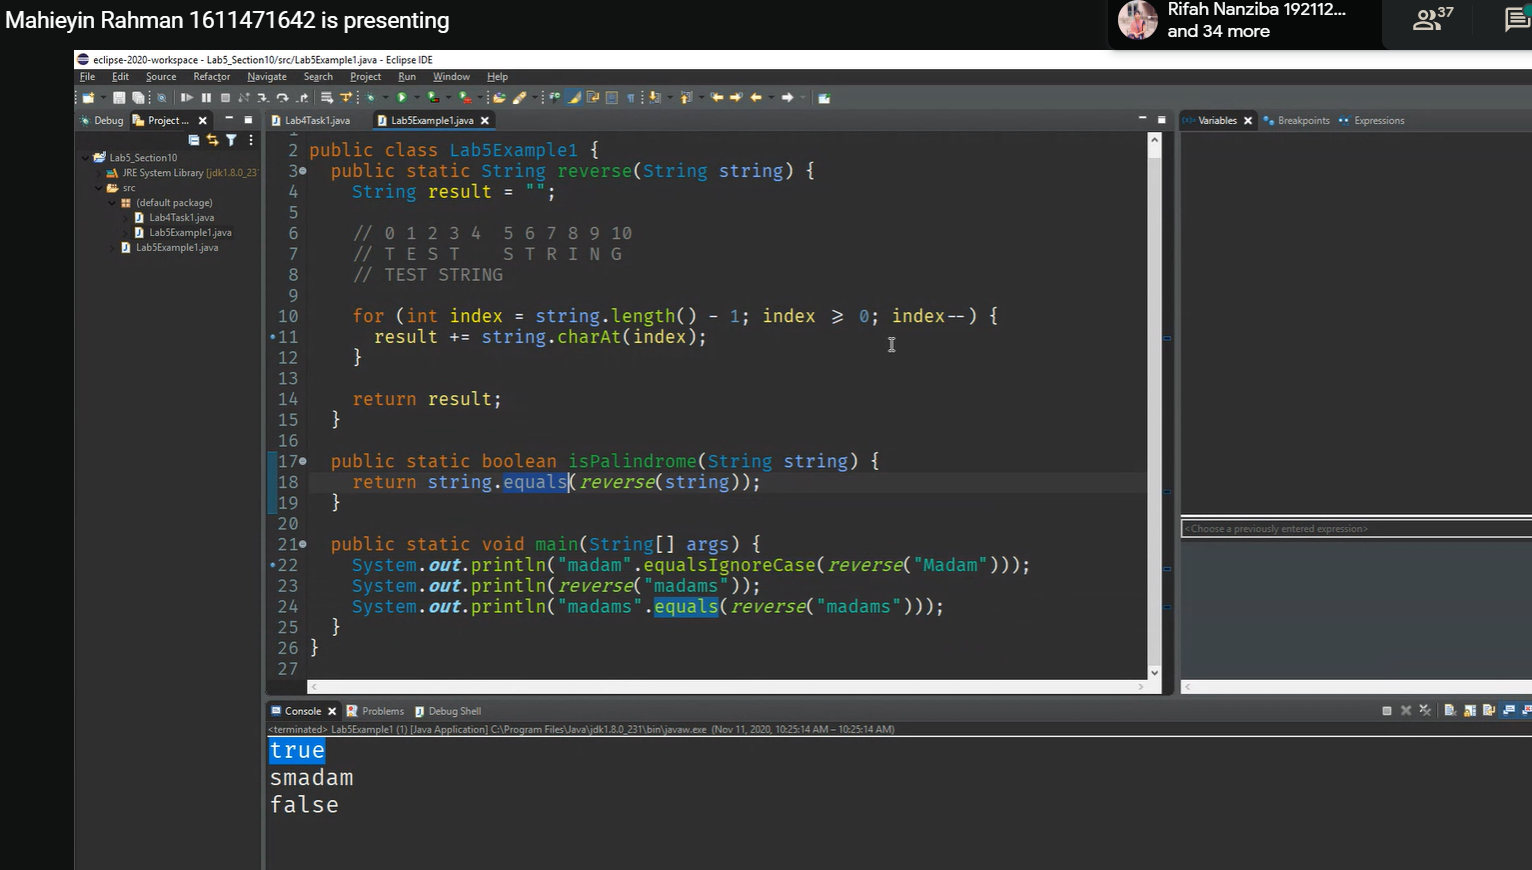 Mahieyin Rahman 1611471642 is presenting
Rifah Nanziba 192112...
and 34 more
37
eclipse-2020-workspace - Lab5_Section10/src/Lab5Example1.java - Eclipse IDE
File Edit Source Refactor Navigate Search Project Run Window Help
Debug Project ...
Lab4Task1.java Lab5Example1.java
Variables Breakpoints Expressions
Lab5_Section10
JRE System Library [jdk1.8.0_231
src
(default package)
Lab4Task1.java
Lab5Example1.java
Lab5Example1.java
1
2 public class Lab5Example1 {
3 public static String reverse(String string) {
4 String result = "";
5
6 // 0 1 2 3 4 5 6 7 8 9 10
7 // T E S T S T R I N G
8 // TEST STRING
9
10 for (int index = string.length() - 1; index ≥ 0; index--) {
11 result += string.charAt(index);
12 }
13
14 return result;
15 }
16
17 public static boolean isPalindrome(String string) {
18 return string.equals(reverse(string));
19 }
20
21 public static void main(String[] args) {
22 System.out.println("madam".equalsIgnoreCase(reverse("Madam")));
23 System.out.println(reverse("madams"));
24 System.out.println("madams".equals(reverse("madams")));
25 }
26 }
27
<Choose a previously entered expression>
Console Problems Debug Shell
<terminated> Lab5Example1 (1) [Java Application] C:\Program Files\Java\jdk1.8.0_231\bin\javaw.exe (Nov 11, 2020, 10:25:14 AM – 10:25:14 AM)
true
smadam
false